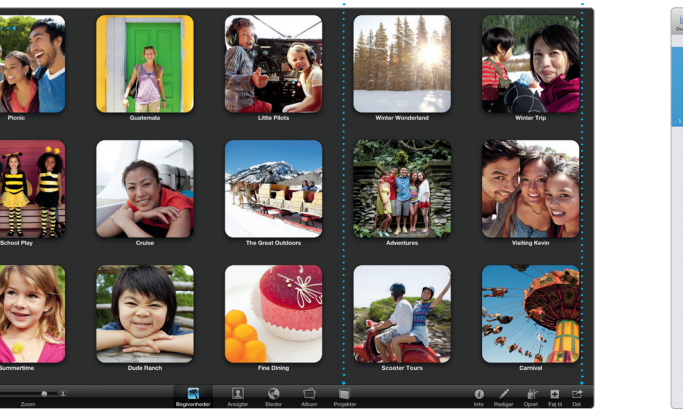 Picnic
Guatemala
Little Pilots
Winter Wonderland
Winter Trip
School Play
Cruise
The Great Outdoors
Adventures
Visiting Kevin
Summertime
Dude Ranch
Fine Dining
Scooter Tours
Carnival
Zoom
Begivenheder
Ansigter
Steder
Album
Projekter
Info
Rediger
Opret
Føj til
Del